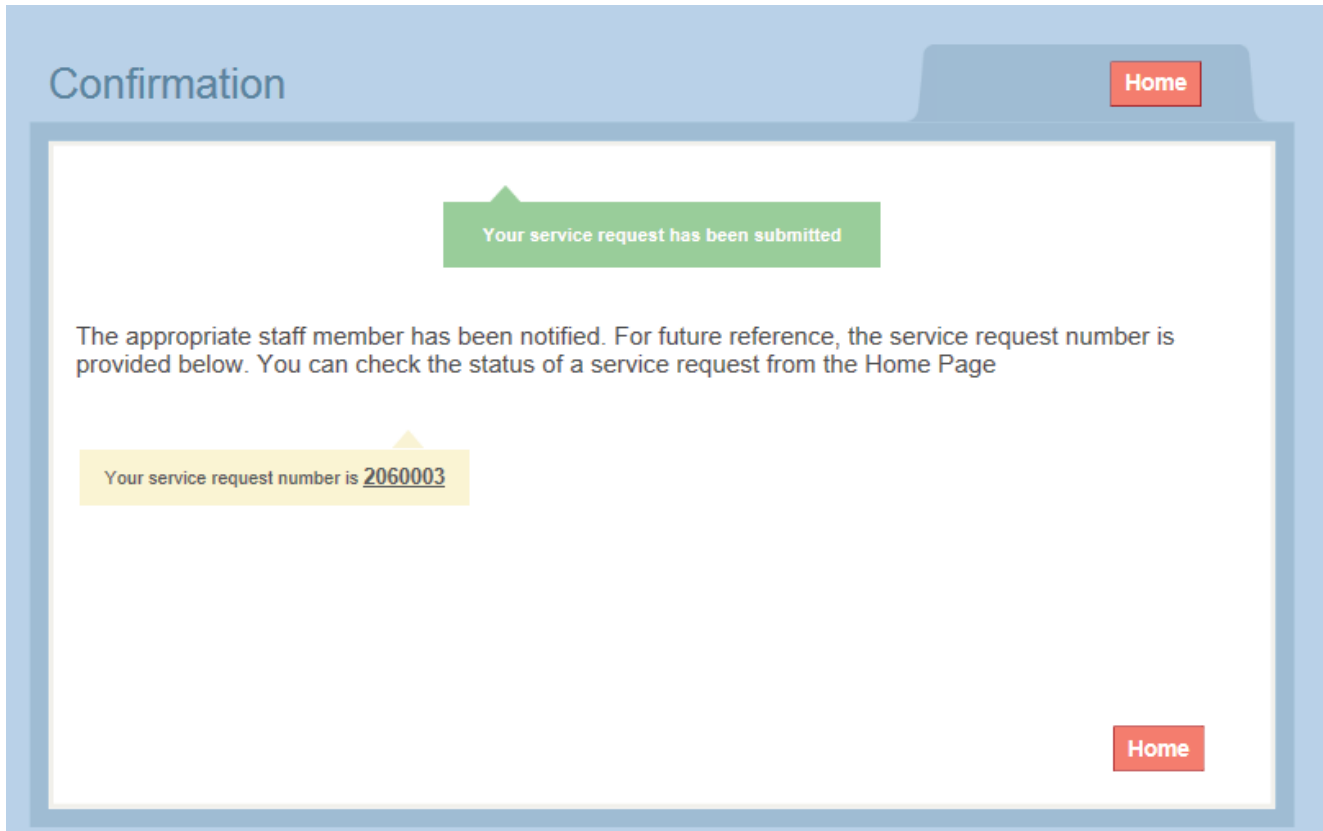 Confirmation
Home
Your service request has been submitted
The appropriate staff member has been notified. For future reference, the service request number is
provided below. You can check the status of a service request from the Home Page
Your service request number is 2060003
Home